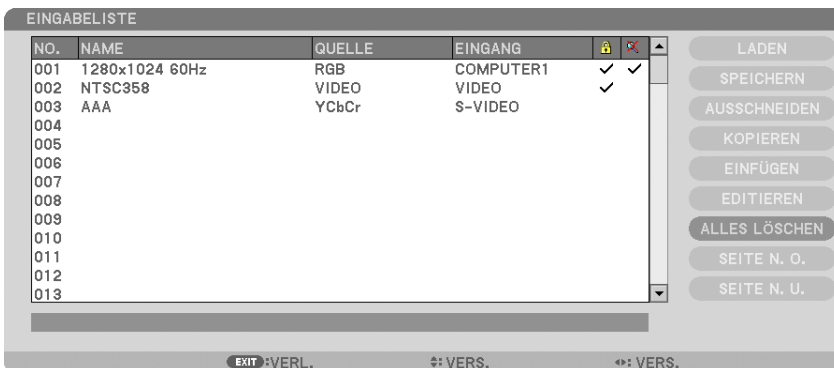 EINGABELISTE
NO. NAME QUELLE EINGANG
001 1280x1024 60Hz RGB COMPUTER1
002 NTSC358 VIDEO VIDEO
003 AAA YCbCr S-VIDEO
004
005
006
007
008
009
010
011
012
013
LADEN
SPEICHERN
AUSSCHNEIDEN
KOPIEREN
EINFÜGEN
EDITIEREN
ALLES LÖSCHEN
SEITE N. O.
SEITE N. U.
EXIT :VERL. : VERS. : VERS.